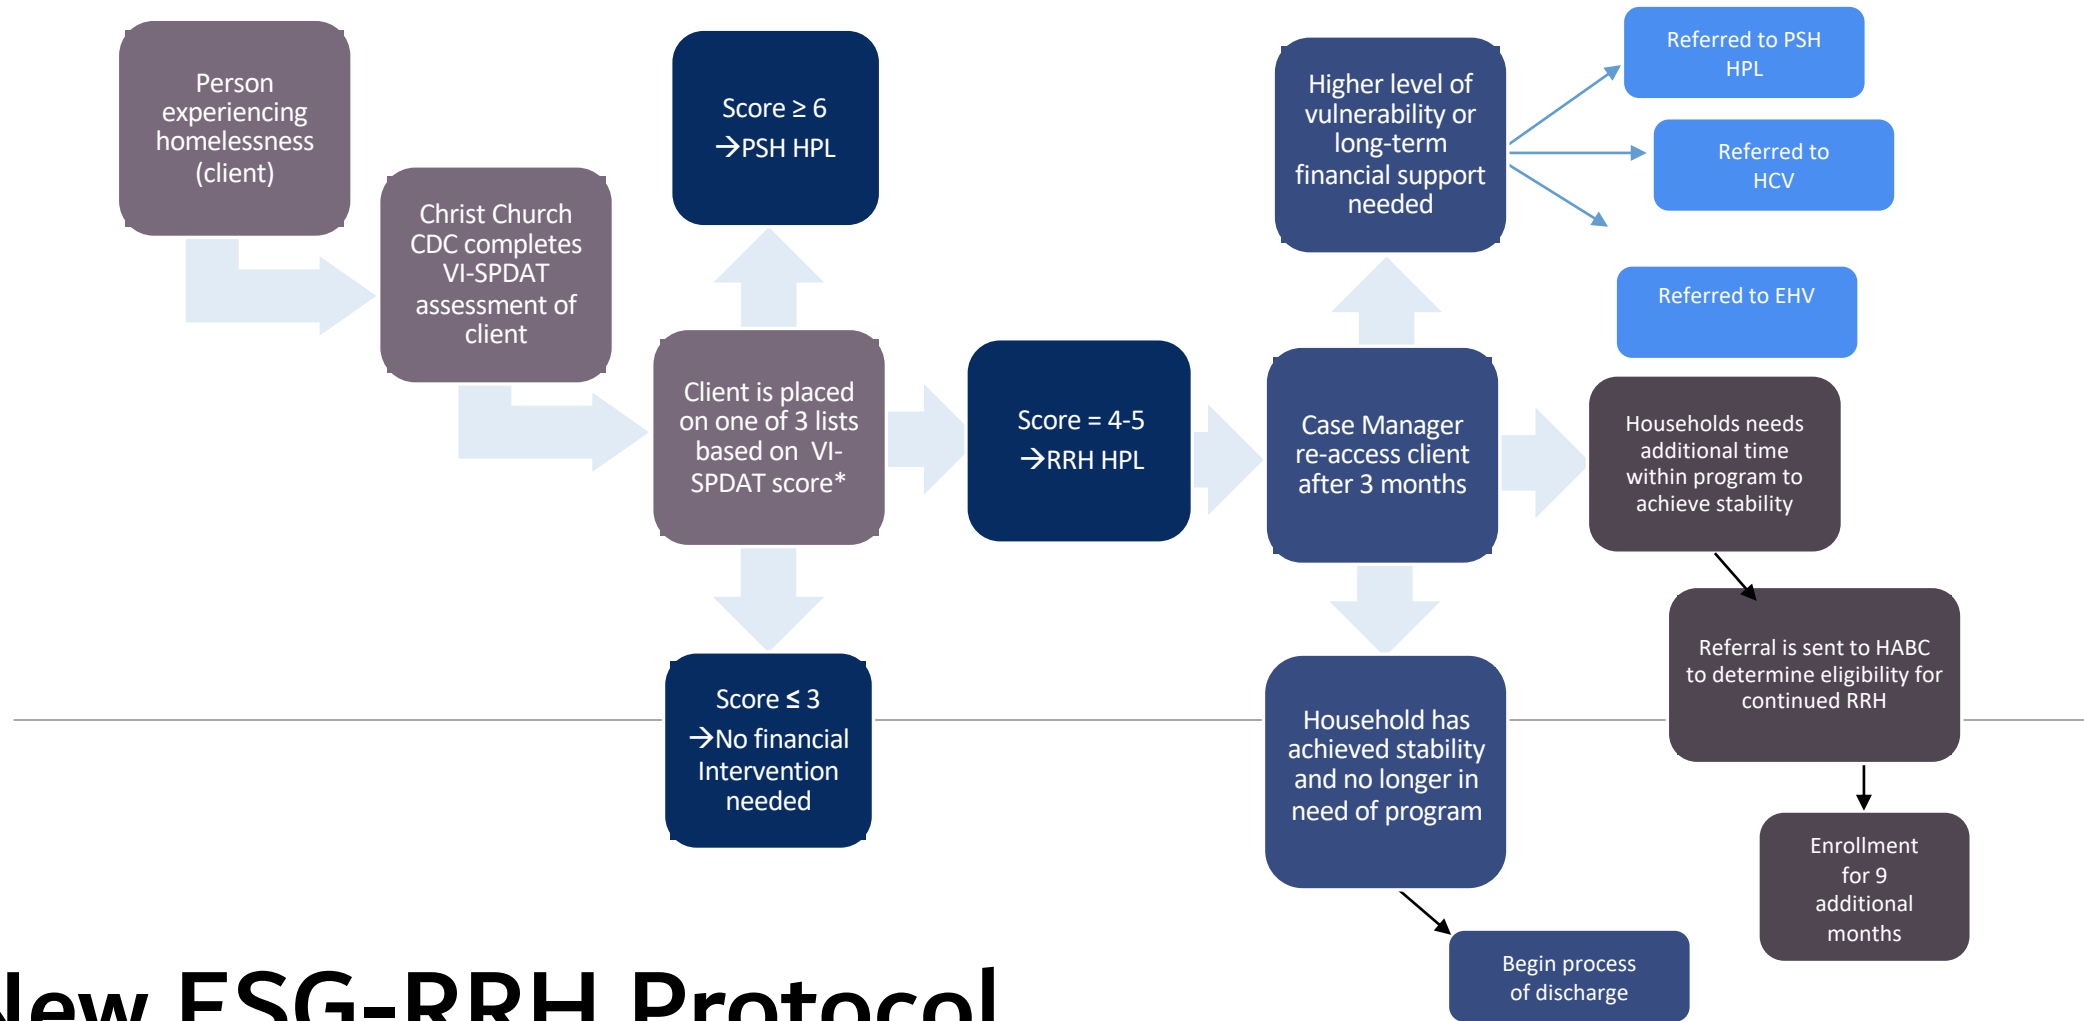 Person
experiencing
homelessness
(client)
Christ Church
CDC completes
VI-SPDAT
assessment of
client
Client is placed
on one of 3 lists
based on VI-
SPDAT score*
Score ≥ 6
→PSH HPL
Score = 4-5
→RRH HPL
Score ≤ 3
→No financial
Intervention
needed
Case Manager
re-access client
after 3 months
Higher level of
vulnerability or
long-term
financial support
needed
Referred to PSH
HPL
Referred to
HCV
Referred to EHV
Households needs
additional time
within program to
achieve stability
Referral is sent to HABC
to determine eligibility for
continued RRH
Enrollment
for 9
additional
months
Household has
achieved stability
and no longer in
need of program
Begin process
of discharge
New ESG-RRH Protocol